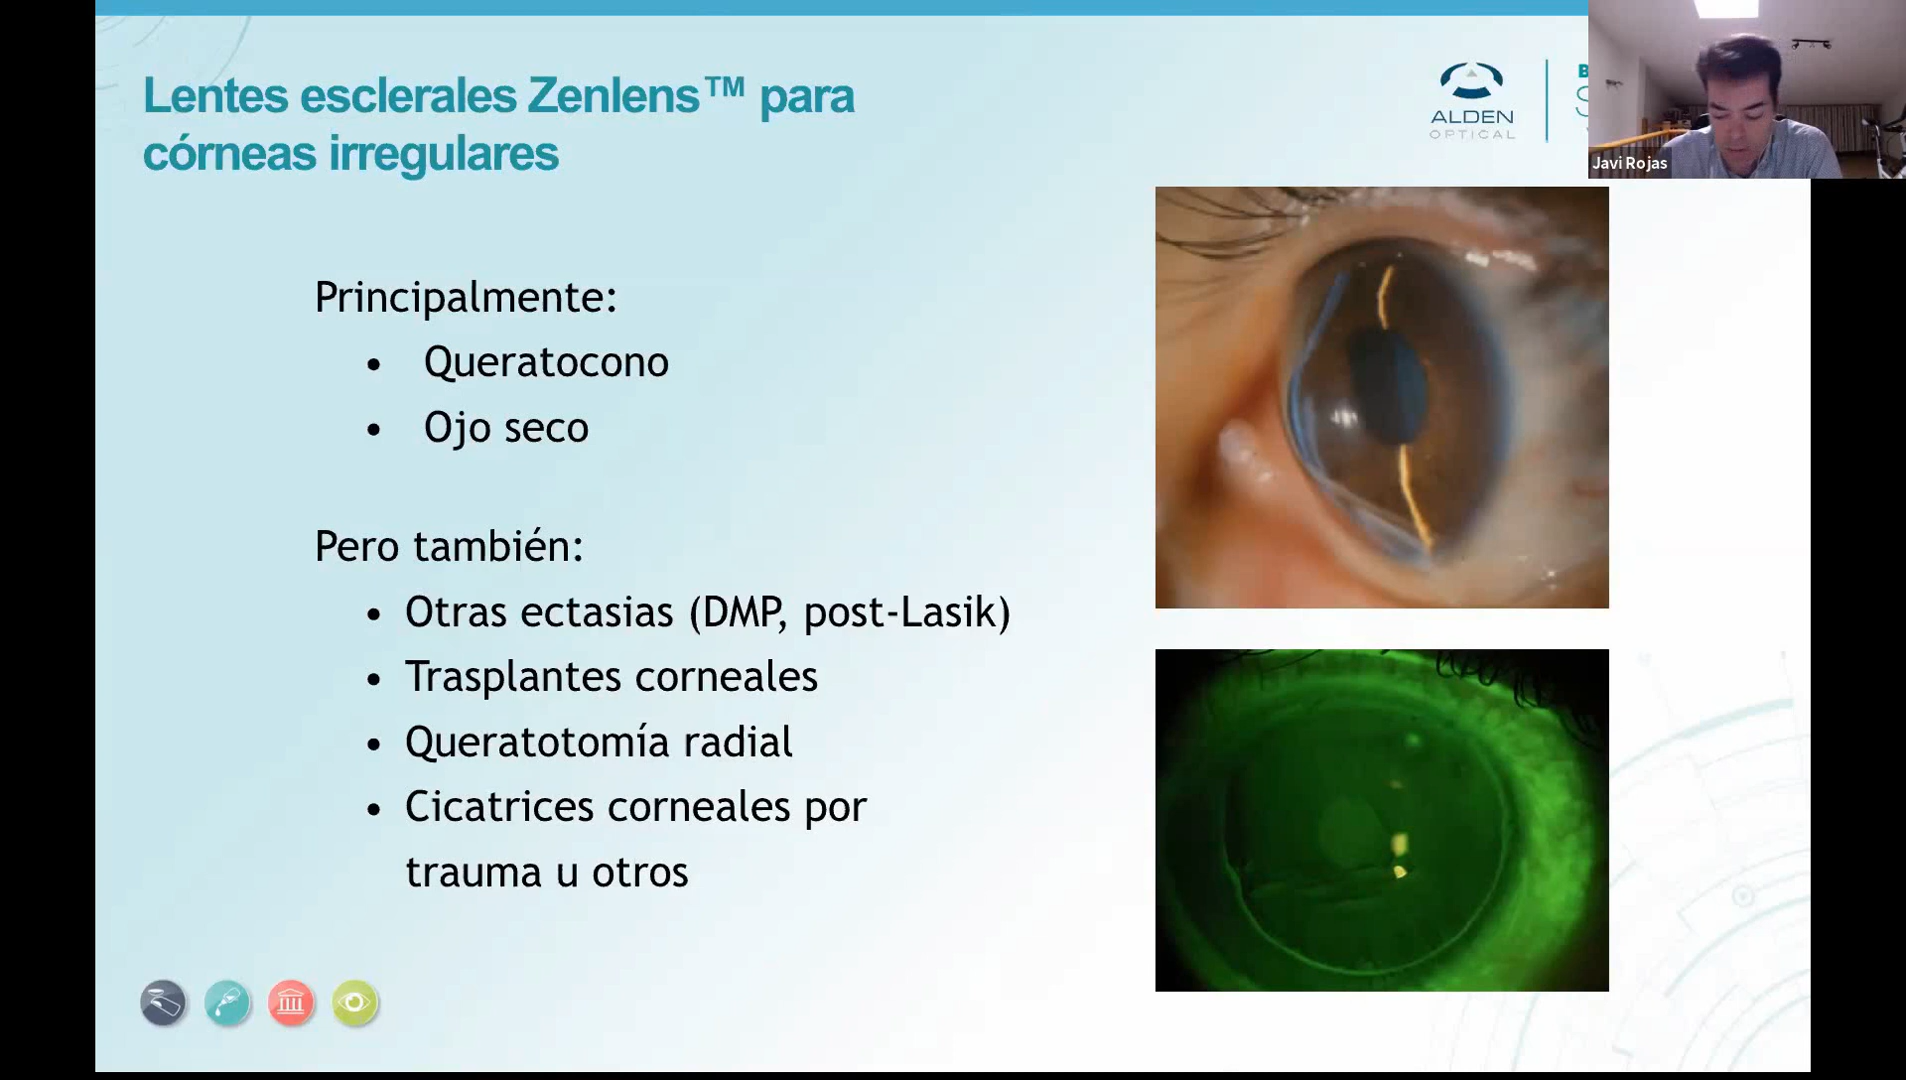 Lentes esclerales Zenlens™ para
córneas irregulares
ALDEN
OPTICAL
Javi Rojas
Principalmente:
• Queratocono
• Ojo seco
Pero también:
• Otras ectasias (DMP, post-Lasik)
• Trasplantes corneales
• Queratotomía radial
• Cicatrices corneales por
trauma u otros